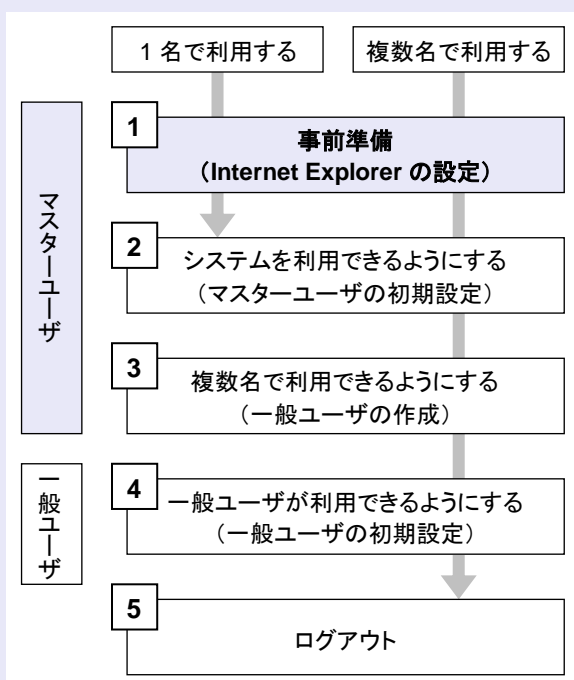 1 名で利用する
複数名で利用する
マスターユーザ
1
事前準備
（Internet Explorer の設定）
2
システムを利用できるようにする
（マスターユーザの初期設定）
3
複数名で利用できるようにする
（一般ユーザの作成）
一般ユーザ
4
一般ユーザが利用できるようにする
（一般ユーザの初期設定）
5
ログアウト